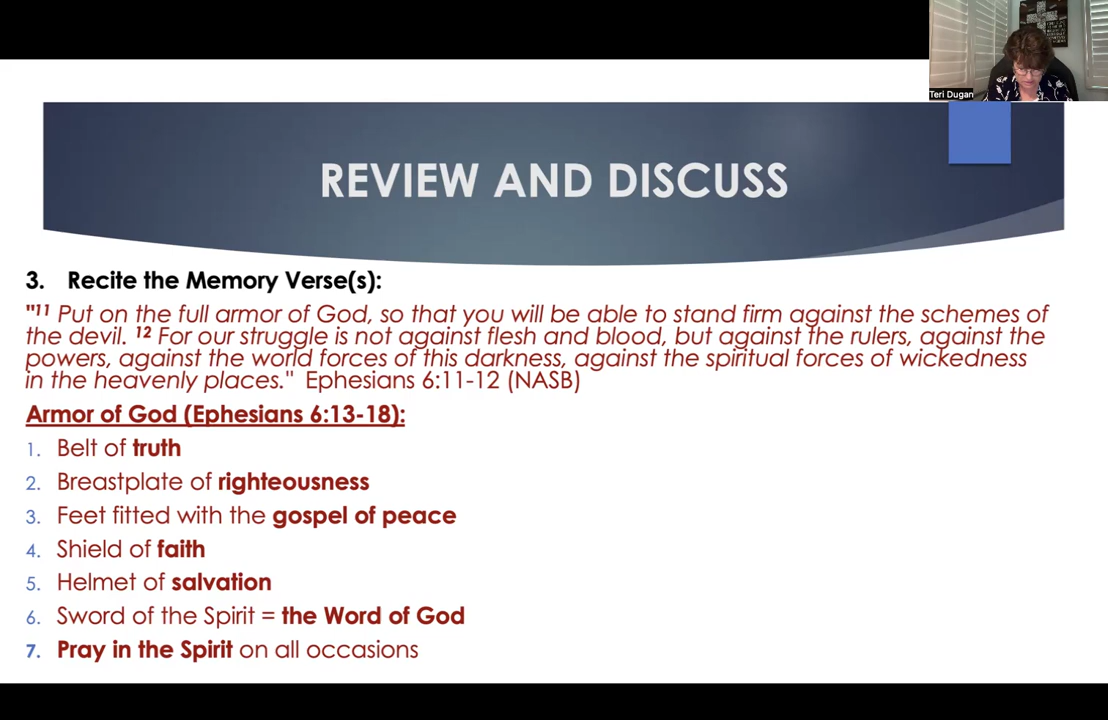 Teri Dugan
REVIEW AND DISCUSS
3. Recite the Memory Verse(s):
"11 Put on the full armor of God, so that you will be able to stand firm against the schemes of
the devil. 12 For our struggle is not against flesh and blood, but against the rulers, against the
powers, against the world forces of this darkness, against the spiritual forces of wickedness
in the heavenly places." Ephesians 6:11-12 (NASB)
Armor of God (Ephesians 6:13-18):
1. Belt of truth
2. Breastplate of righteousness
3. Feet fitted with the gospel of peace
4. Shield of faith
5. Helmet of salvation
6. Sword of the Spirit = the Word of God
7. Pray in the Spirit on all occasions